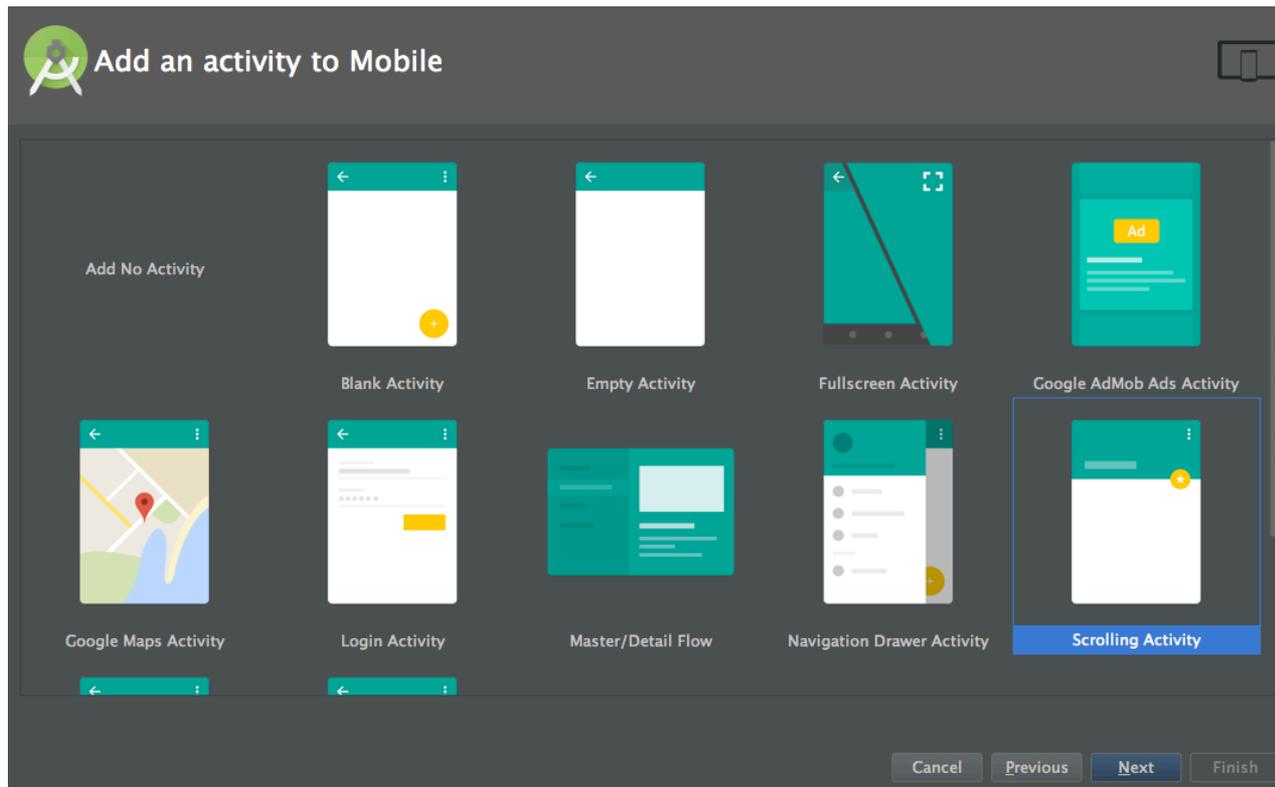 Add an activity to Mobile
Add No Activity
Ad
Blank Activity
Empty Activity
Fullscreen Activity
Google AdMob Ads Activity
Google Maps Activity
Login Activity
Master/Detail Flow
Navigation Drawer Activity
Scrolling Activity
Cancel
Previous
Next
Finish